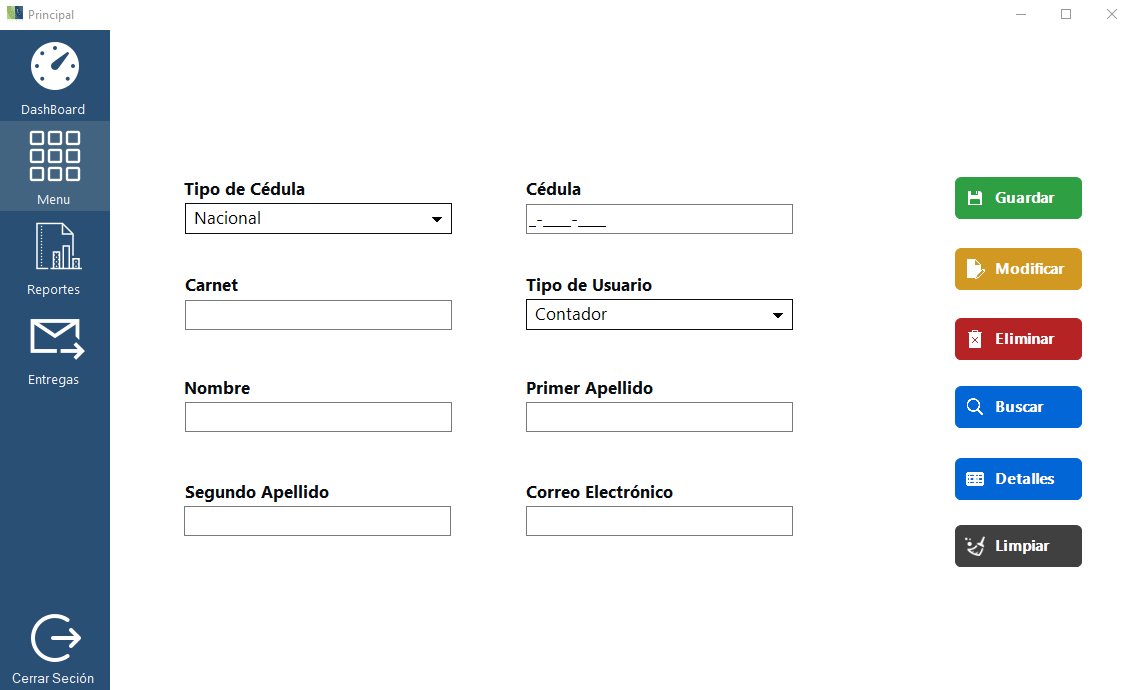 Principal
DashBoard
Menu
Reportes
Entregas
Cerrar Seción
Tipo de Cédula
Nacional
Cédula
_-____-____
Carnet
Tipo de Usuario
Contador
Nombre
Primer Apellido
Segundo Apellido
Correo Electrónico
Guardar
Modificar
Eliminar
Buscar
Detalles
Limpiar